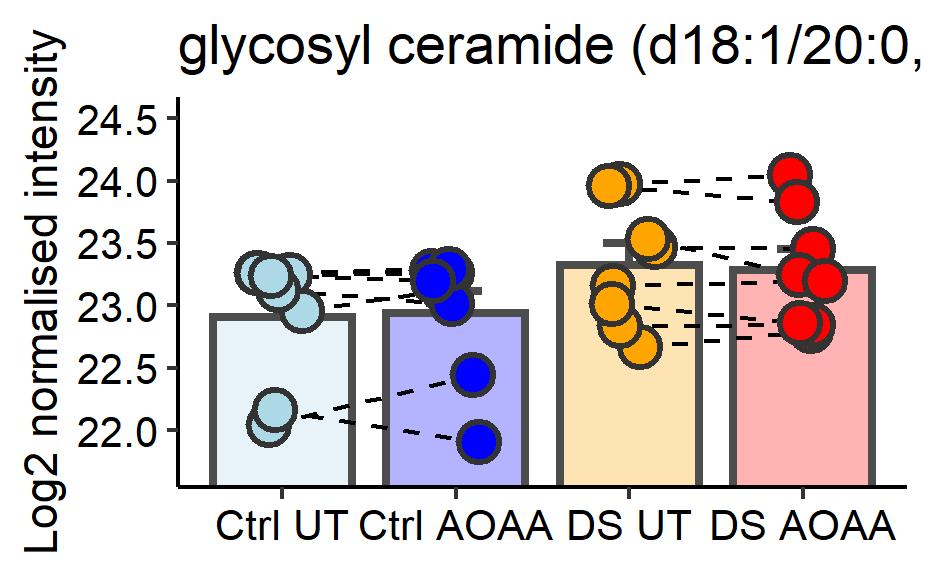 glycosyl ceramide (d18:1/20:0,
Log2 normalised intensity
24.5
24.0
23.5
23.0
22.5
22.0
Ctrl UT Ctrl AOAA DS UT DS AOAA